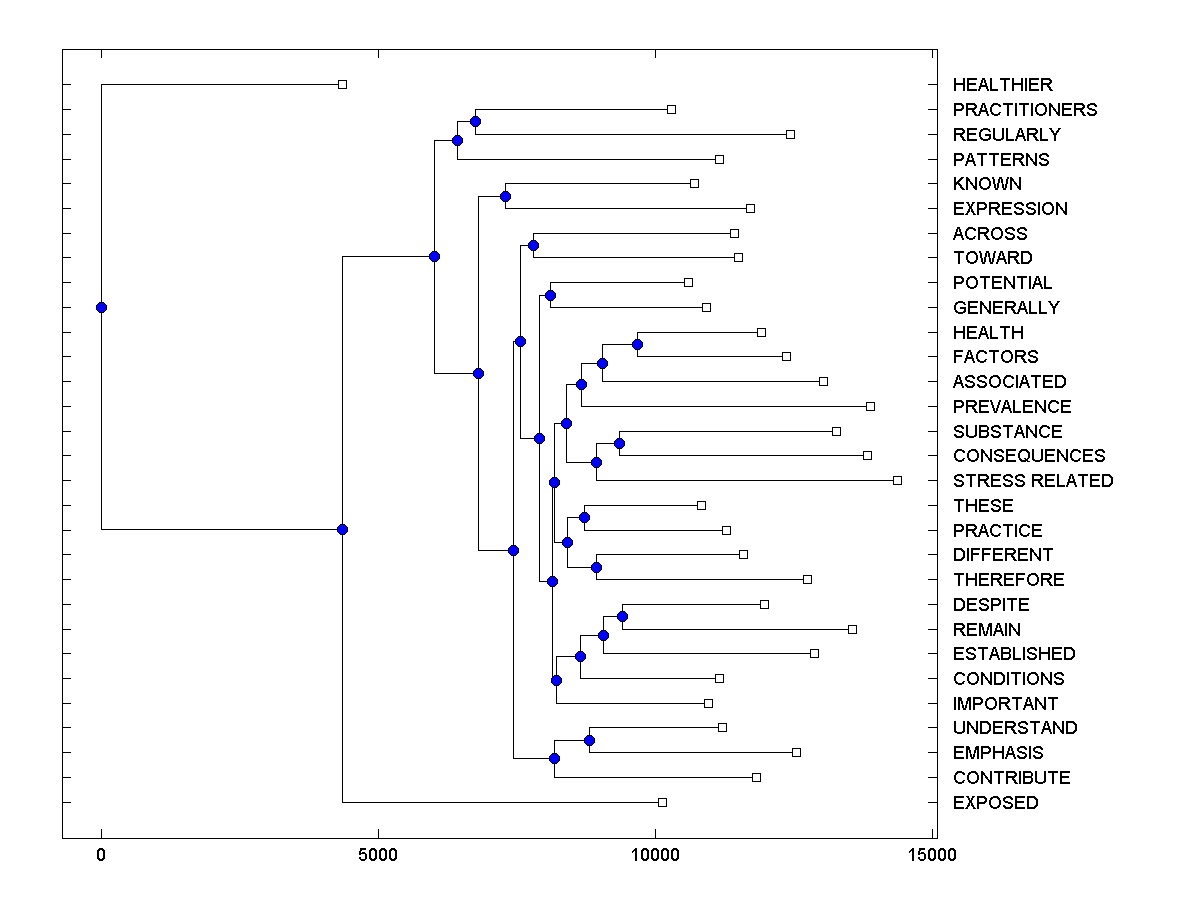 HEALTHIER
PRACTITIONERS
REGULARLY
PATTERNS
KNOWN
EXPRESSION
ACROSS
TOWARD
POTENTIAL
GENERALLY
HEALTH
FACTORS
ASSOCIATED
PREVALENCE
SUBSTANCE
CONSEQUENCES
STRESS RELATED
THESE
PRACTICE
DIFFERENT
THEREFORE
DESPITE
REMAIN
ESTABLISHED
CONDITIONS
IMPORTANT
UNDERSTAND
EMPHASIS
CONTRIBUTE
EXPOSED
0 5000 10000 15000